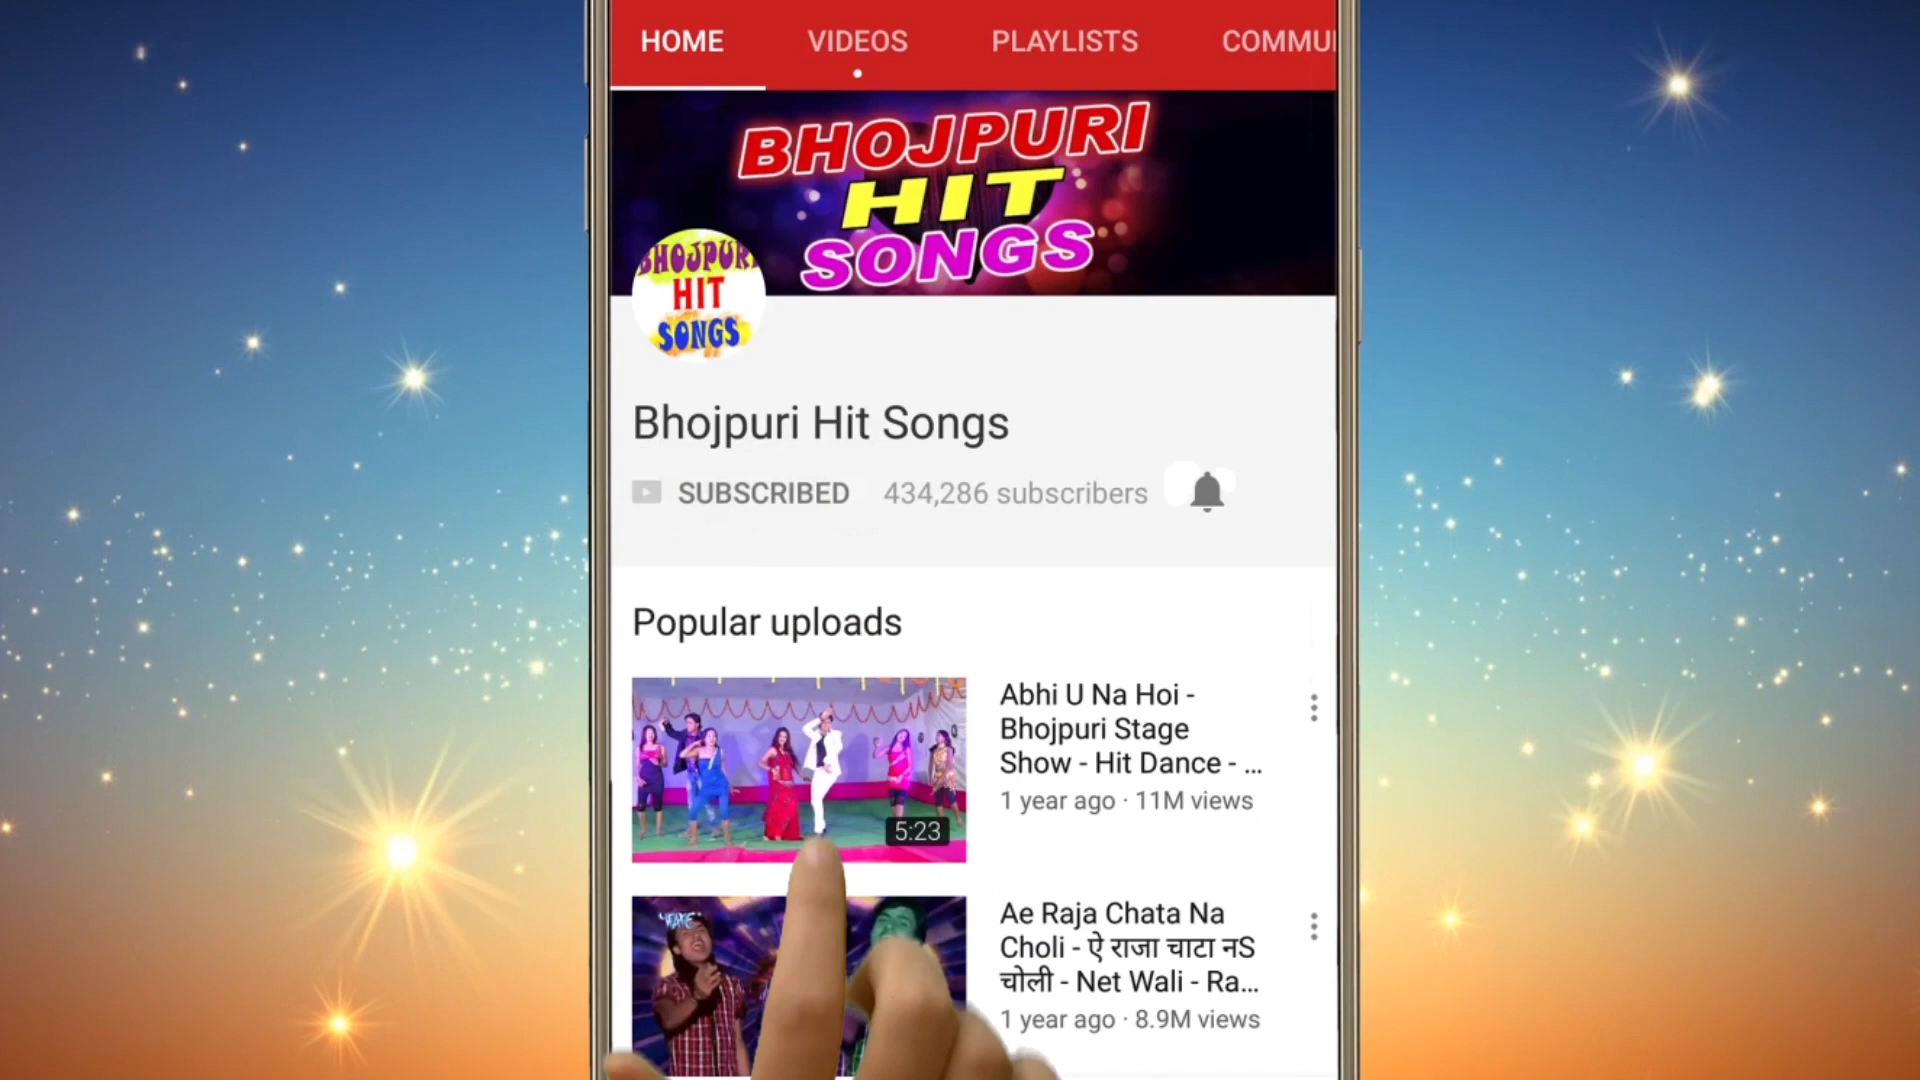 HOME VIDEOS PLAYLISTS COMMU
BHOJPURI
HIT
SONGS
BHOJPURI
HIT
SONGS
Bhojpuri Hit Songs
SUBSCRIBED 434,286 subscribers
Popular uploads
Abhi U Na Hoi -
Bhojpuri Stage
Show - Hit Dance - ...
1 year ago · 11M views
5:23
Ae Raja Chata Na
Choli - ऐ राजा चाटा नS
चोली - Net Wali - Ra...
1 year ago · 8.9M views